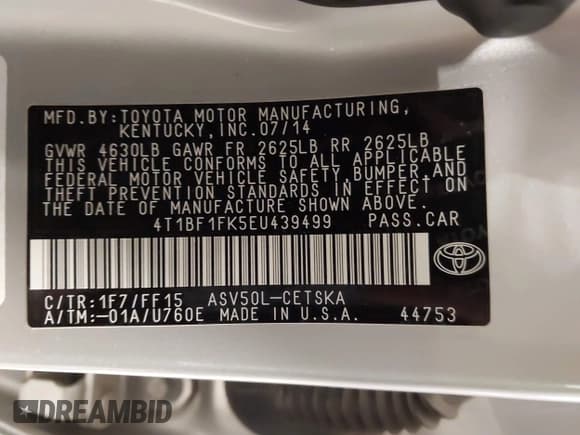 MFD.BY:TOYOTA MOTOR MANUFACTURING,
KENTUCKY,INC.07/14
GVWR 4630LB GAWR FR 2625LB RR 2625LB
THIS VEHICLE CONFORMS TO ALL APPLICABLE
FEDERAL MOTOR VEHICLE SAFETY,BUMPER,AND
THEFT PREVENTION STANDARDS IN EFFECT ON
THE DATE OF MANUFACTURE SHOWN ABOVE.
4T1BF1FK5EU439499 PASS.CAR
C/TR:1F7/FF15 ASV50L-CETSKA
A/TM:-01A/U760E MADE IN U.S.A. 44753
DREAMBID